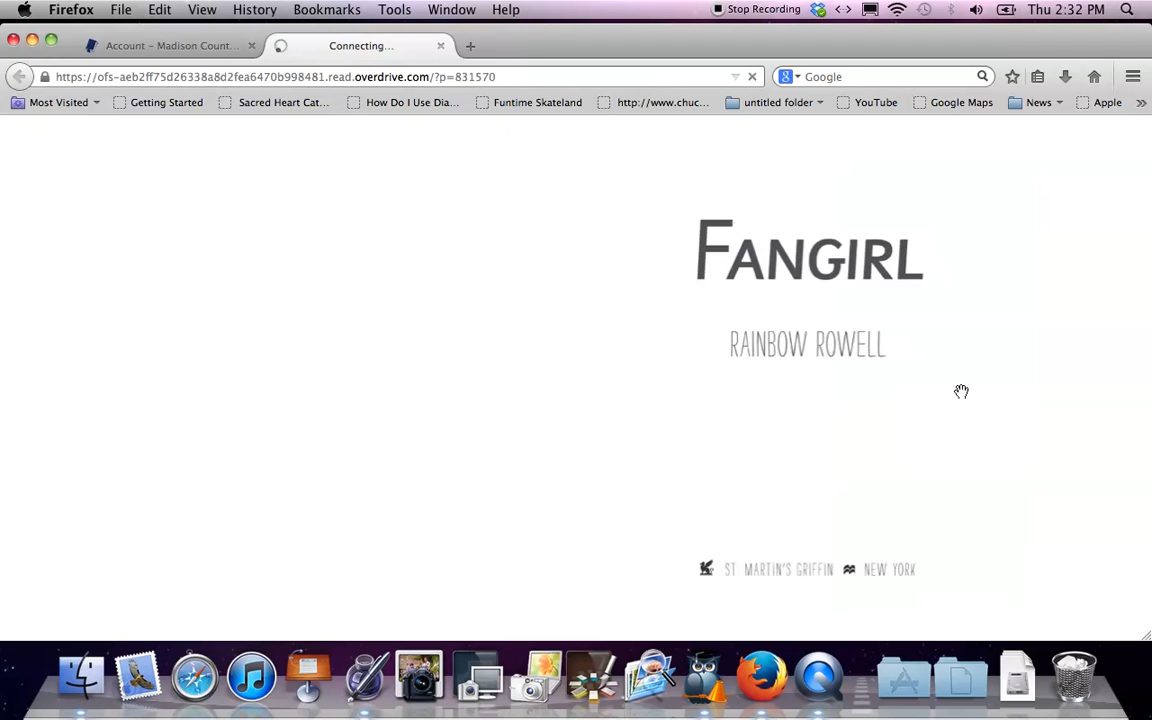 Firefox File Edit View History Bookmarks Tools Window Help Stop Recording Thu 2:32 PM
Account – Madison Count... Connecting...
https://ofs-aeb2ff75d26338a8d2fea6470b998481.read.overdrive.com/?p=831570 Google
Most Visited Getting Started Sacred Heart Cat... How Do I Use Dia... Funtime Skateland http://www.chuc... untitled folder YouTube Google Maps News Apple
FANGIRL
RAINBOW ROWELL
ST MARTIN'S GRIFFIN NEW YORK